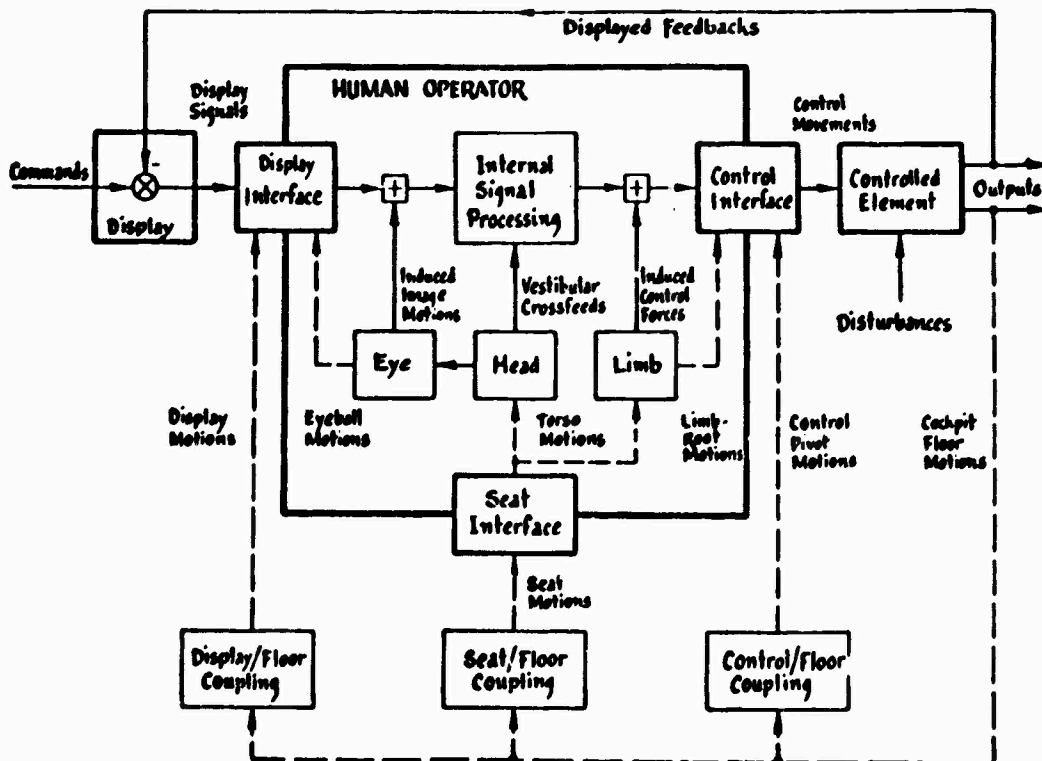 Displayed Feedbacks
HUMAN OPERATOR
Display
Signals
Control
Movements
Commands
-
Display
Display
Interface
+
Internal
Signal
Processing
+
Control
Interface
Controlled
Element
Outputs
Induced
Image
Motions
Vestibular
Crossfeeds
Induced
Control
Forces
Disturbances
Eye
Head
Limb
Display
Motions
Eyeball
Motions
Torso
Motions
Limb-
Root
Motions
Control
Pivot
Motions
Cockpit
Floor
Motions
Seat
Interface
Seat
Motions
Display/Floor
Coupling
Seat/Floor
Coupling
Control/Floor
Coupling